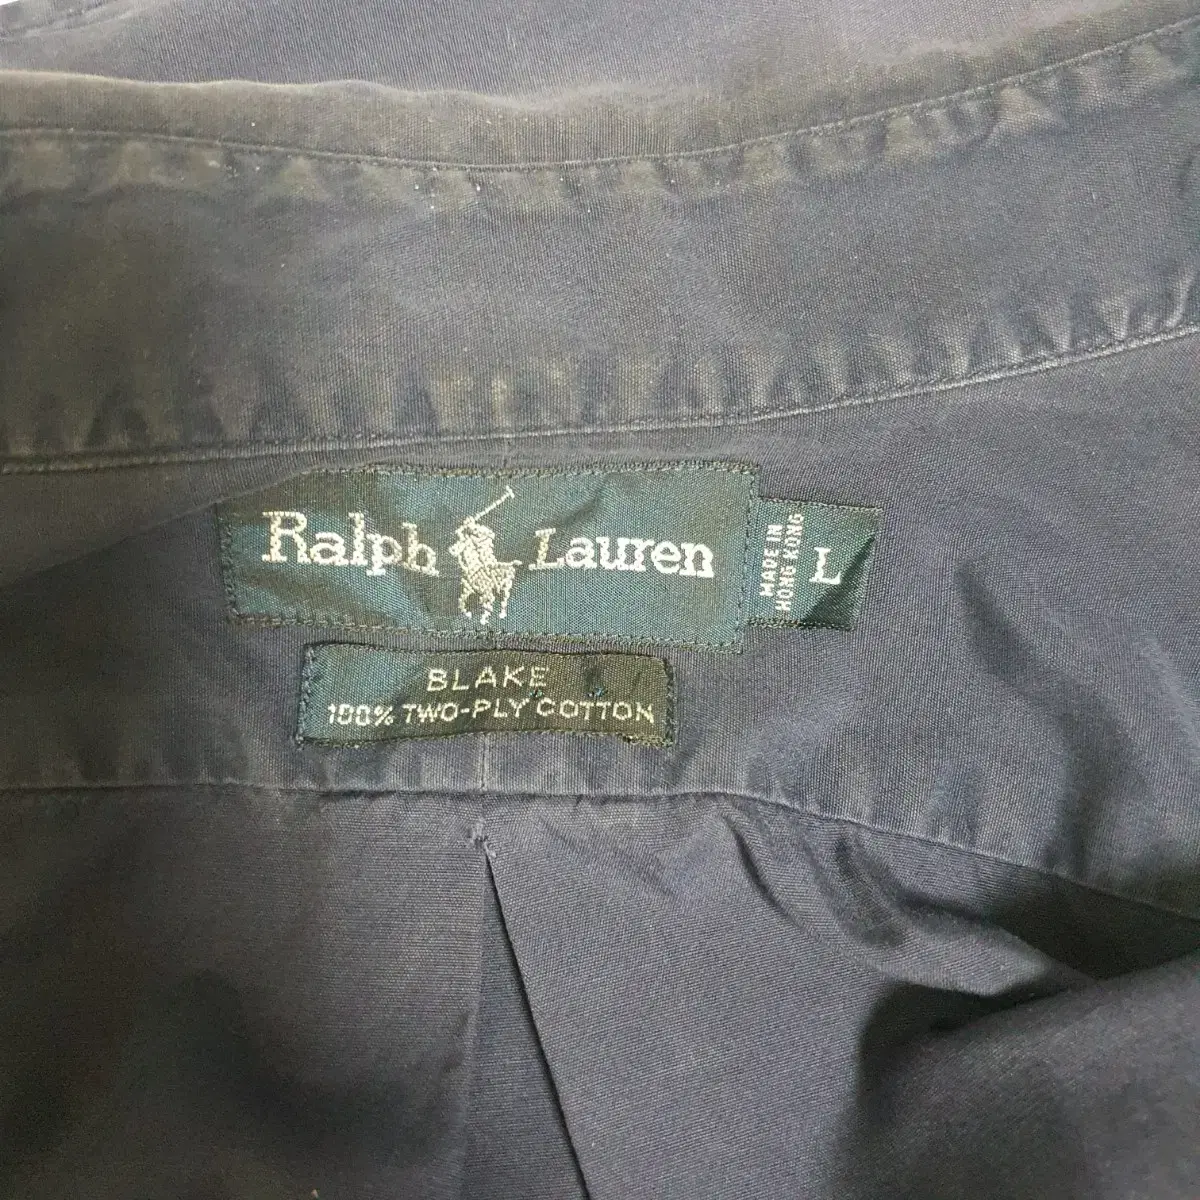 Ralph Lauren
MADE IN
HONG KONG
L
BLAKE
100% TWO-PLY COTTON